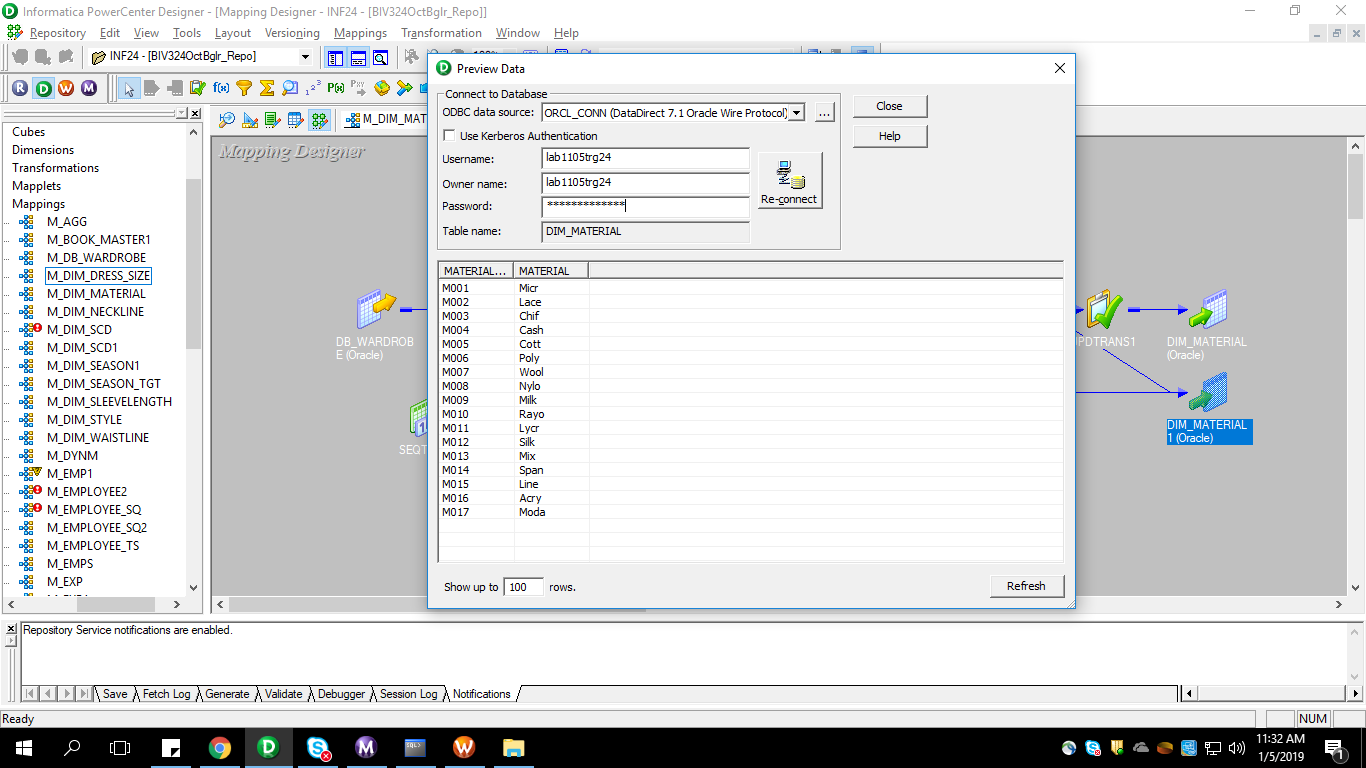 Informatica PowerCenter Designer - [Mapping Designer - INF24 - [BIV324OctBglr_Repo]]
Repository Edit View Tools Layout Versioning Mappings Transformation Window Help
INF24 - [BIV324OctBglr_Repo]
R D W M f(x) P(x)
M_DIM_MAT
Cubes
Dimensions
Transformations
Mapplets
Mappings
M_AGG
M_BOOK_MASTER1
M_DB_WARDROBE
M_DIM_DRESS_SIZE
M_DIM_MATERIAL
M_DIM_NECKLINE
M_DIM_SCD
M_DIM_SCD1
M_DIM_SEASON1
M_DIM_SEASON_TGT
M_DIM_SLEEVELENGTH
M_DIM_STYLE
M_DIM_WAISTLINE
M_DYNM
M_EMP1
M_EMPLOYEE2
M_EMPLOYEE_SQ
M_EMPLOYEE_SQ2
M_EMPLOYEE_TS
M_EMPS
M_EXP
Mapping Designer
DB_WARDROB
E (Oracle)
SEQT
PDTRANS1
DIM_MATERIAL
(Oracle)
DIM_MATERIAL
1 (Oracle)
Preview Data
Connect to Database
ODBC data source: ORCL_CONN (DataDirect 7.1 Oracle Wire Protocol) ...
Use Kerberos Authentication
Username: lab1105trg24
Owner name: lab1105trg24
Password: *************
Table name: DIM_MATERIAL
Re-connect
Close
Help
MATERIAL... MATERIAL
M001 Micr
M002 Lace
M003 Chif
M004 Cash
M005 Cott
M006 Poly
M007 Wool
M008 Nylo
M009 Milk
M010 Rayo
M011 Lycr
M012 Silk
M013 Mix
M014 Span
M015 Line
M016 Acry
M017 Moda
Show up to 100 rows.
Refresh
Repository Service notifications are enabled.
Save Fetch Log Generate Validate Debugger Session Log Notifications
Ready
NUM
11:32 AM
1/5/2019